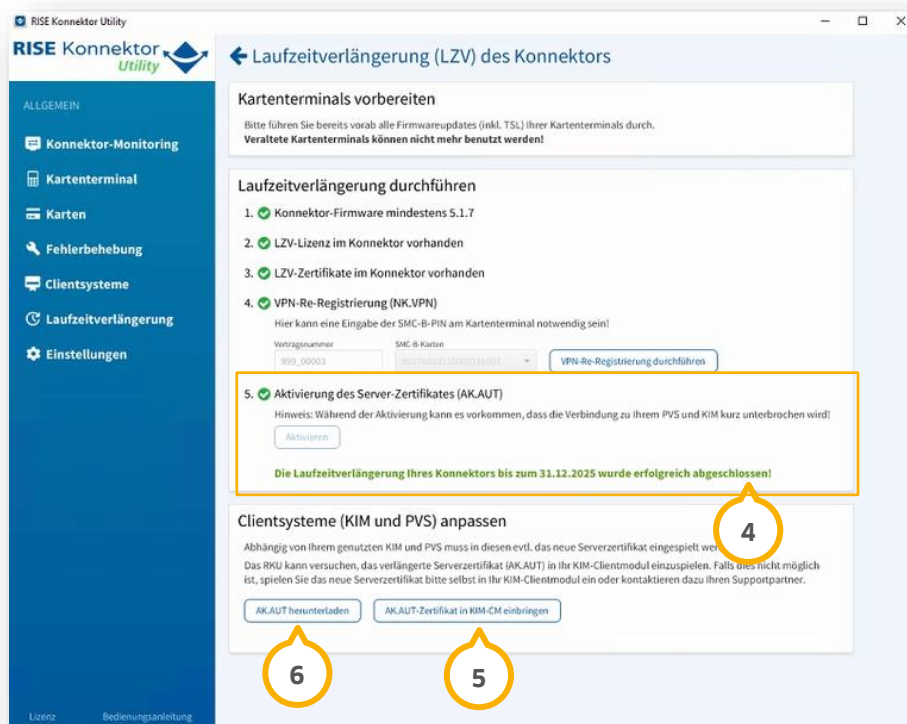 RISE Konnektor Utility
RISE Konnektor
Utility
ALLGEMEIN
Konnektor-Monitoring
Kartenterminal
Karten
Fehlerbehebung
Clientsysteme
Laufzeitverlängerung
Einstellungen
Lizenz
Bedienungsanleitung
Laufzeitverlängerung (LZV) des Konnektors
Kartenterminals vorbereiten
Bitte führen Sie bereits vorab alle Firmwareupdates (inkl. TSL) Ihrer Kartenterminals durch.
Veraltete Kartenterminals können nicht mehr benutzt werden!
Laufzeitverlängerung durchführen
1. Konnektor-Firmware mindestens 5.1.7
2. LZV-Lizenz im Konnektor vorhanden
3. LZV-Zertifikate im Konnektor vorhanden
4. VPN-Re-Registrierung (NK.VPN)
Hier kann eine Eingabe der SMC-B-PIN am Kartenterminal notwendig sein!
Vertragsnummer
SMC-B-Karten
999_00003
VPN-Re-Registrierung durchführen
5. Aktivierung des Server-Zertifikates (AK.AUT)
Hinweis: Während der Aktivierung kann es vorkommen, dass die Verbindung zu Ihrem PVS und KIM kurz unterbrochen wird!
Aktivieren
Die Laufzeitverlängerung Ihres Konnektors bis zum 31.12.2025 wurde erfolgreich abgeschlossen!
4
Clientsysteme (KIM und PVS) anpassen
Abhängig von Ihrem genutzten KIM und PVS muss in diesen evtl. das neue Serverzertifikat eingespielt
Das RKU kann versuchen, das verlängerte Serverzertifikat (AK.AUT) in Ihr KIM-Clientmodul einzuspielen. Falls dies nicht möglich
ist, spielen Sie das neue Serverzertifikat bitte selbst in Ihr KIM-Clientmodul ein oder kontaktieren dazu Ihren Supportpartner.
AK.AUT herunterladen
AK.AUT-Zertifikat in KIM-CM einbringen
6
5